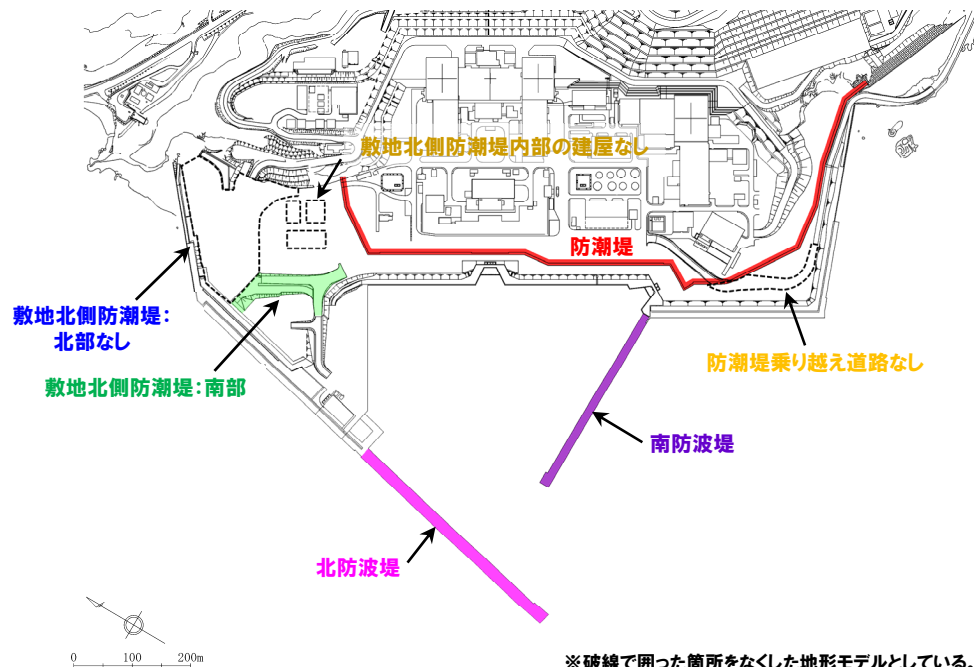 敷地北側防潮堤内部の建屋なし
防潮堤
敷地北側防潮堤：
北部なし
敷地北側防潮堤：南部
防潮堤乗り越え道路なし
南防波堤
北防波堤
0 100 200m
※破線で囲った箇所をなくした地形モデルとしている。